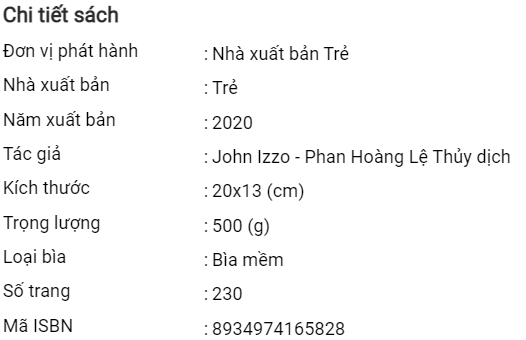 Chi tiết sách
Đơn vị phát hành : Nhà xuất bản Trẻ
Nhà xuất bản : Trẻ
Năm xuất bản : 2020
Tác giả : John Izzo - Phan Hoàng Lệ Thủy dịch
Kích thước : 20x13 (cm)
Trọng lượng : 500 (g)
Loại bìa : Bìa mềm
Số trang : 230
Mã ISBN : 8934974165828